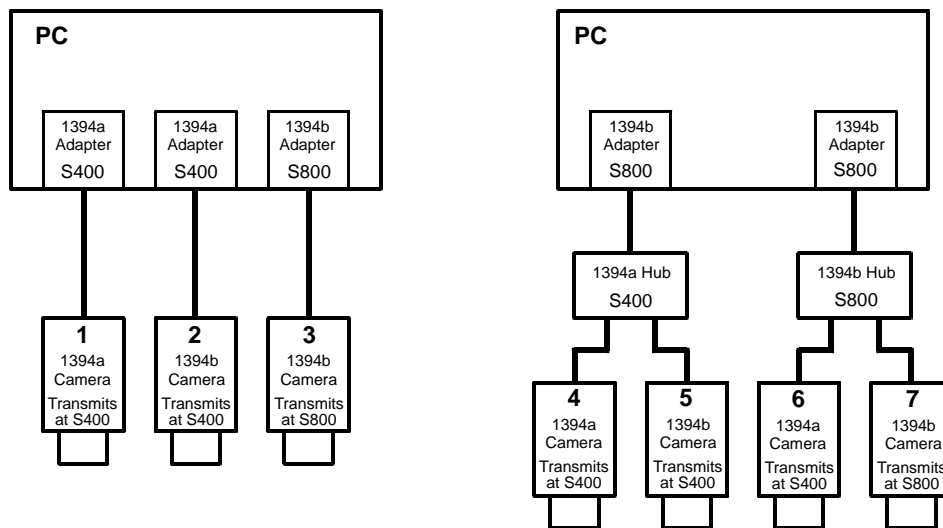 PC
1394a
Adapter
S400
1394a
Adapter
S400
1394b
Adapter
S800
1
1394a
Camera
Transmits
at S400
2
1394b
Camera
Transmits
at S400
3
1394b
Camera
Transmits
at S800
PC
1394b
Adapter
S800
1394b
Adapter
S800
1394a Hub
S400
1394b Hub
S800
4
1394a
Camera
Transmits
at S400
5
1394b
Camera
Transmits
at S400
6
1394a
Camera
Transmits
at S400
7
1394b
Camera
Transmits
at S800